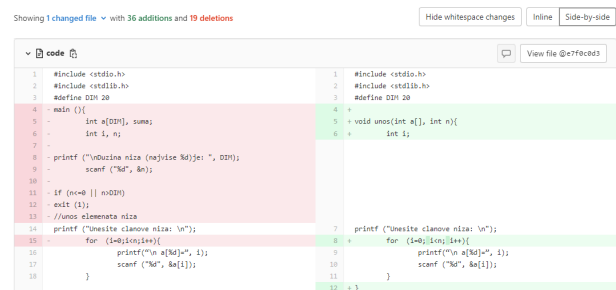 Showing 1 changed file with 36 additions and 19 deletions
Hide whitespace changes Inline Side-by-side
code
View file @e7f0c0d3
1 #include <stdio.h>
2 #include <stdlib.h>
3 #define DIM 20
4 - main (){
5 - int a[DIM], suma;
6 - int i, n;
7 -
8 - printf ("\nDuzina niza (najvise %d)je: ", DIM);
9 - scanf ("%d", &n);
10 -
11 - if (n<=0 || n>DIM)
12 - exit (1);
13 - //unos elemenata niza
14 printf ("Unesite clanove niza: \n");
15 - for (i=0;i<n;i++){
16 printf(“\n a[%d]=”, i);
17 scanf ("%d", &a[i]);
18 }
1 #include <stdio.h>
2 #include <stdlib.h>
3 #define DIM 20
4 +
5 + void unos(int a[], int n){
6 + int i;
7 printf ("Unesite clanove niza: \n");
8 + for (i=0; i<n; i++){
9 printf(“\n a[%d]=”, i);
10 scanf ("%d", &a[i]);
11 }
12 + }